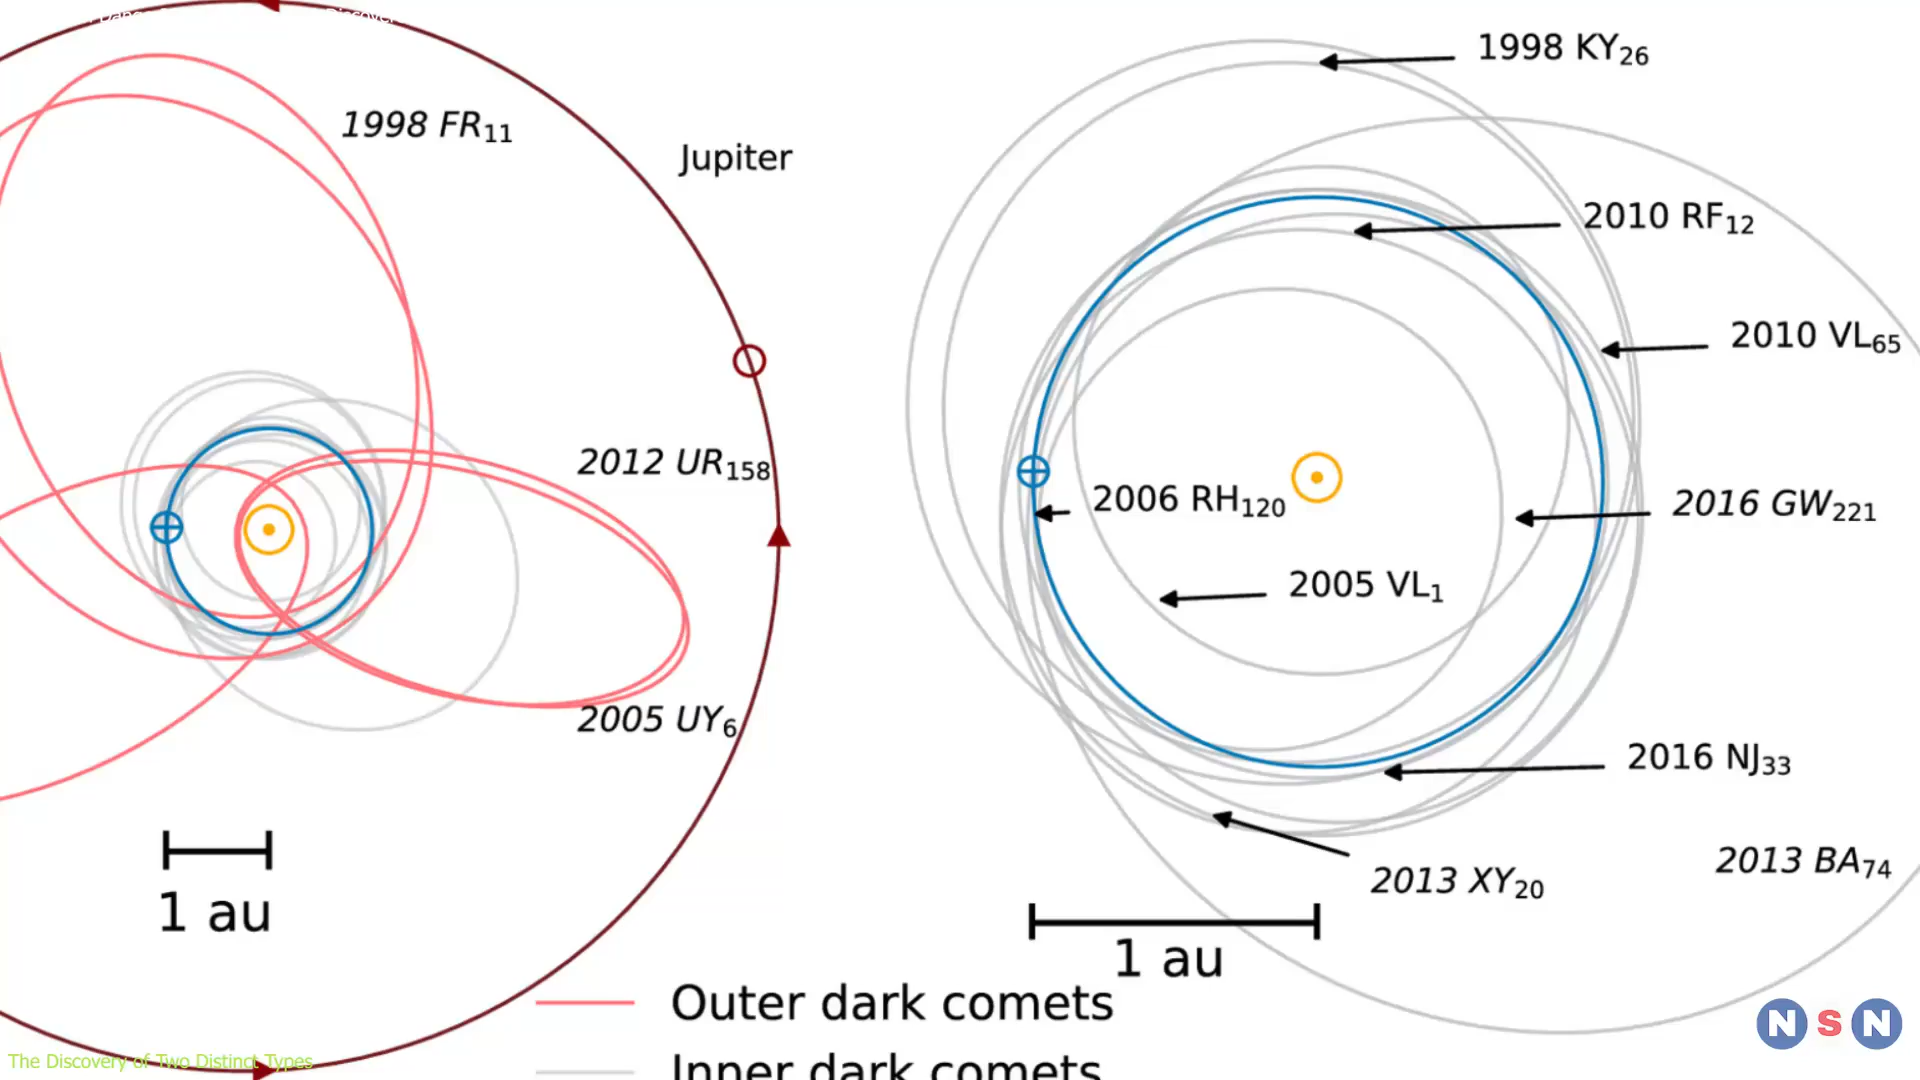 1998 KY26
1998 FR11
Jupiter
2010 RF12
2010 VL65
2012 UR158
2006 RH120
2016 GW221
2005 VL1
2005 UY6
2016 NJ33
2013 XY20
2013 BA74
1 au
1 au
Outer dark comets
Inner dark comets
NSN
The Discovery of Two Distinct Types